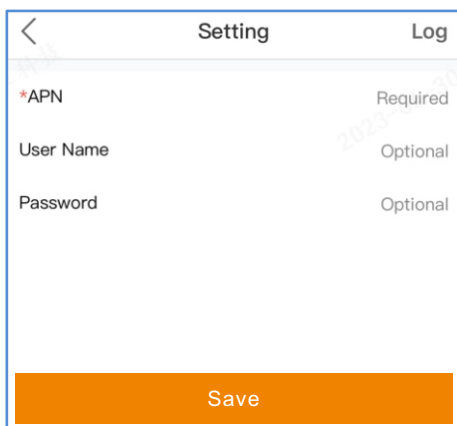 Setting Log
*APN Required
User Name Optional
Password Optional
Save